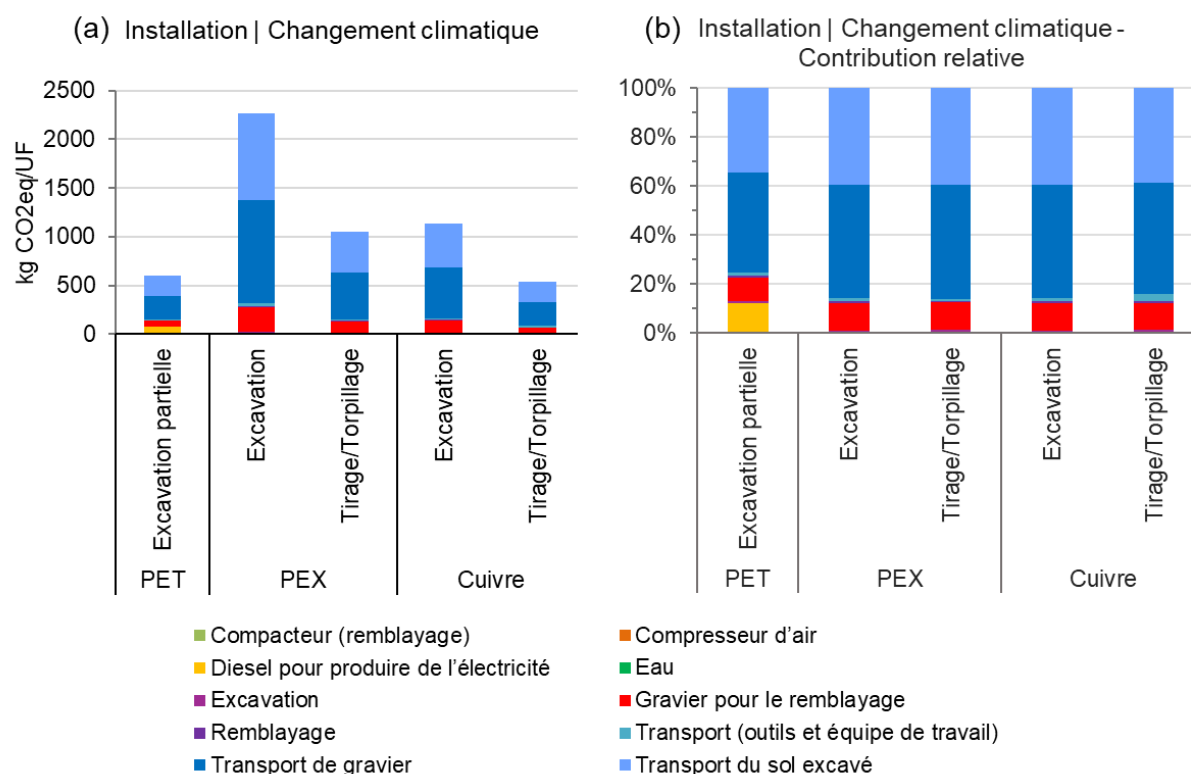 (a) Installation | Changement climatique
kg CO2eq/UF
2500
2000
1500
1000
500
0
Excavation partielle
Excavation
Tirage/Torpillage
Excavation
Tirage/Torpillage
PET
PEX
Cuivre
(b) Installation | Changement climatique -
Contribution relative
100%
80%
60%
40%
20%
0%
Excavation partielle
Excavation
Tirage/Torpillage
Excavation
Tirage/Torpillage
PET
PEX
Cuivre
Compacteur (remblayage)
Compresseur d'air
Diesel pour produire de l'électricité
Eau
Excavation
Gravier pour le remblayage
Remblayage
Transport (outils et équipe de travail)
Transport de gravier
Transport du sol excavé